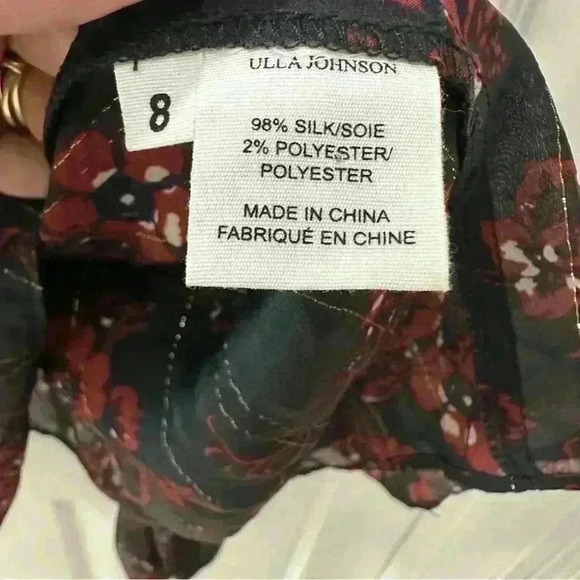 ULLA JOHNSON
8
98% SILK/SOIE
2% POLYESTER/
POLYESTER
MADE IN CHINA
FABRIQUÉ EN CHINE